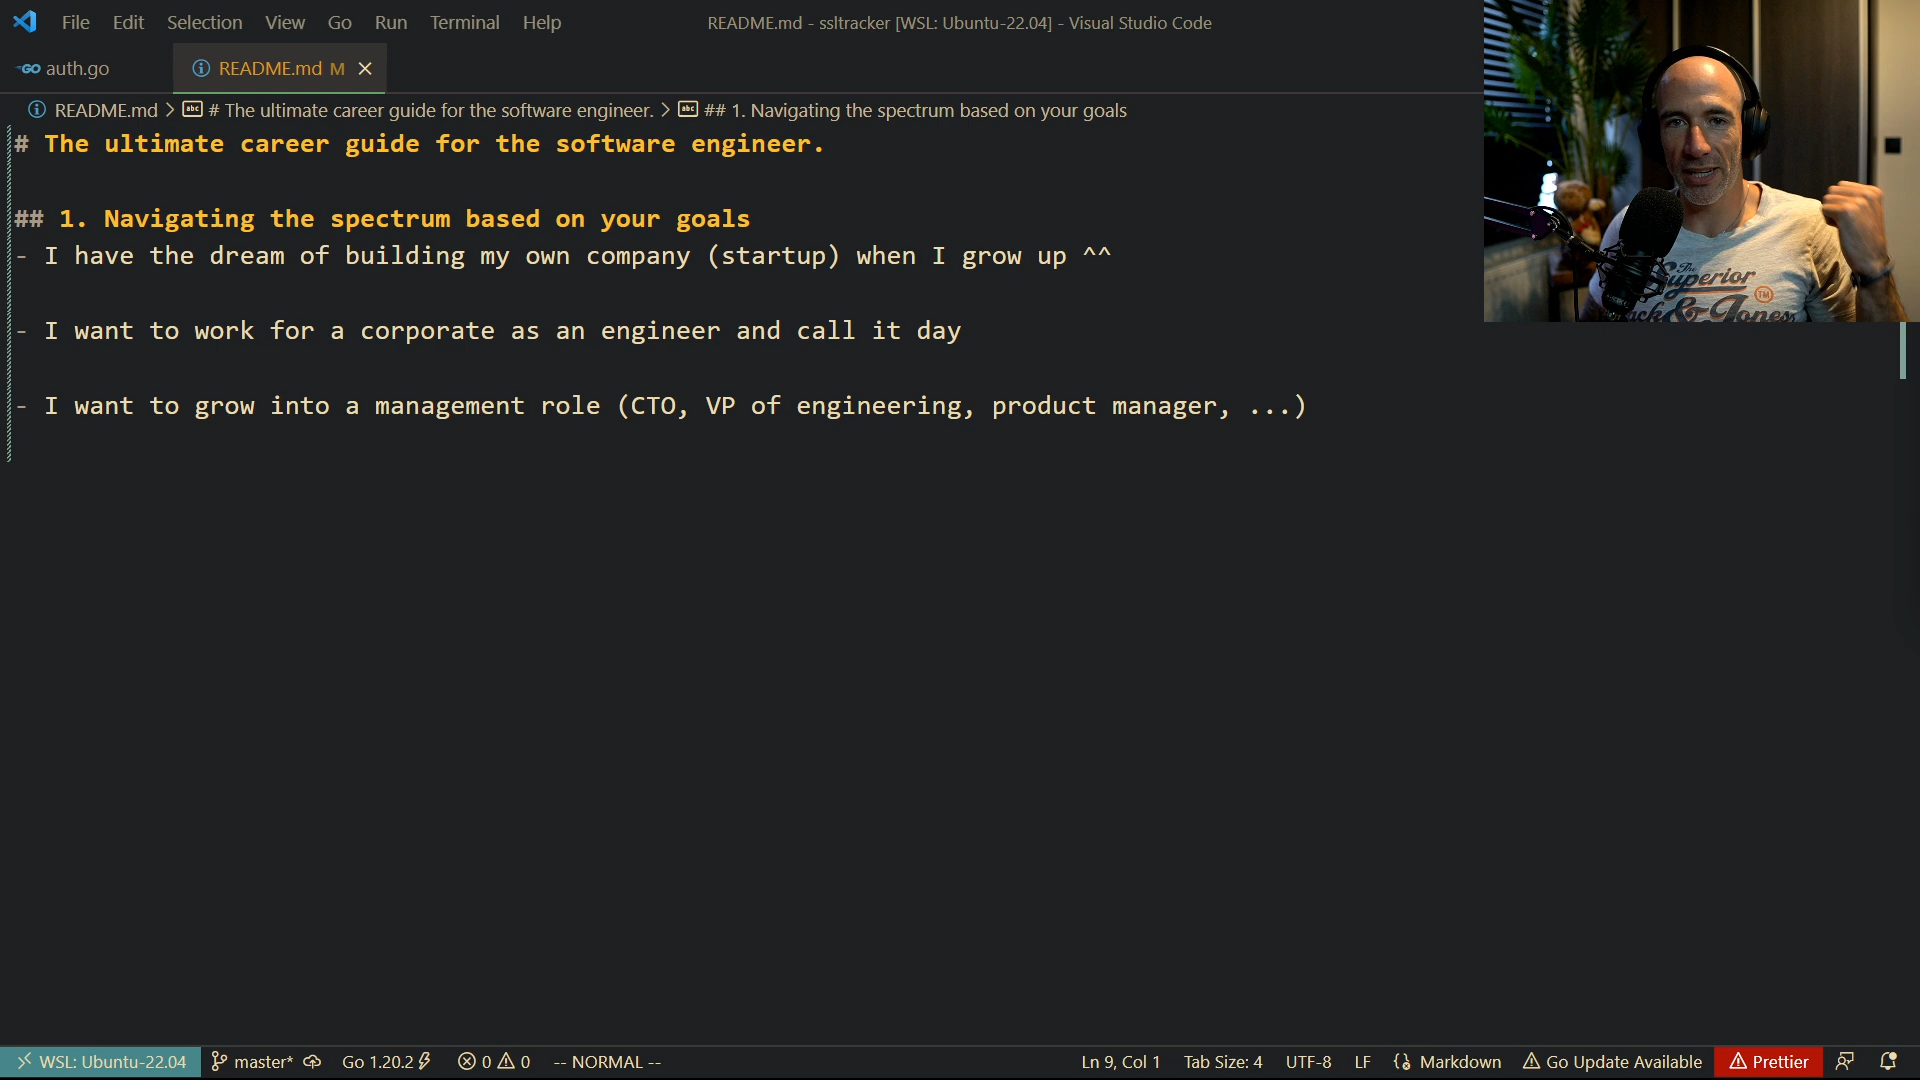 File Edit Selection View Go Run Terminal Help
README.md - ssltracker [WSL: Ubuntu-22.04] - Visual Studio Code
GO auth.go
README.md M
README.md > # The ultimate career guide for the software engineer. > ## 1. Navigating the spectrum based on your goals
# The ultimate career guide for the software engineer.
## 1. Navigating the spectrum based on your goals
- I have the dream of building my own company (startup) when I grow up ^^
- I want to work for a corporate as an engineer and call it day
- I want to grow into a management role (CTO, VP of engineering, product manager, ...)
The
Superior
TM
Jack & Jones
WSL: Ubuntu-22.04 master* Go 1.20.2 0 0 -- NORMAL -- Ln 9, Col 1 Tab Size: 4 UTF-8 LF Markdown Go Update Available Prettier